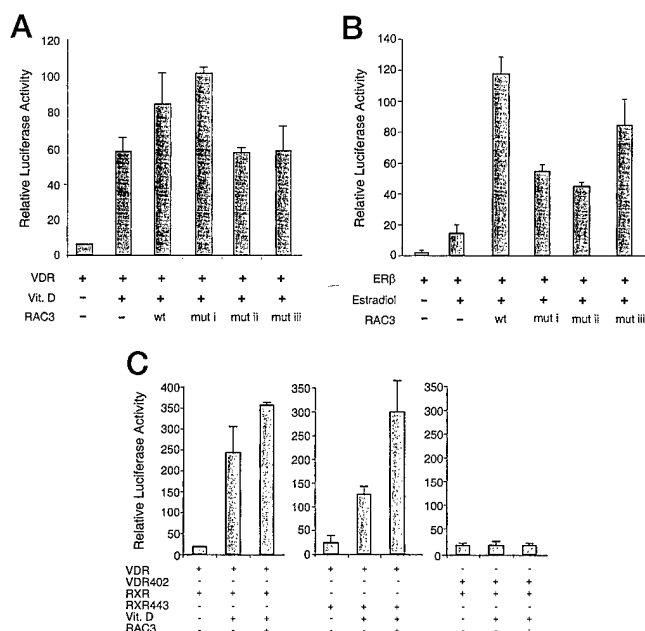 A
Relative Luciferase Activity
120
100
80
60
40
20
0
VDR + + + + + +
Vit. D - + + + + +
RAC3 - - wt mut i mut ii mut iii
B
Relative Luciferase Activity
140
120
100
80
60
40
20
0
ERβ + + + + + +
Estradiol - + + + + +
RAC3 - - wt mut i mut ii mut iii
C
Relative Luciferase Activity
400
350
300
250
200
150
100
50
0
350
300
250
200
150
100
50
0
350
300
250
200
150
100
50
0
VDR + + + + + + - - -
VDR402 - - - - - - + + +
RXR + + + - - - + + +
RXR443 - - - + + + - - -
Vit. D - + + - + + - + +
RAC3 - - + - - + - - +